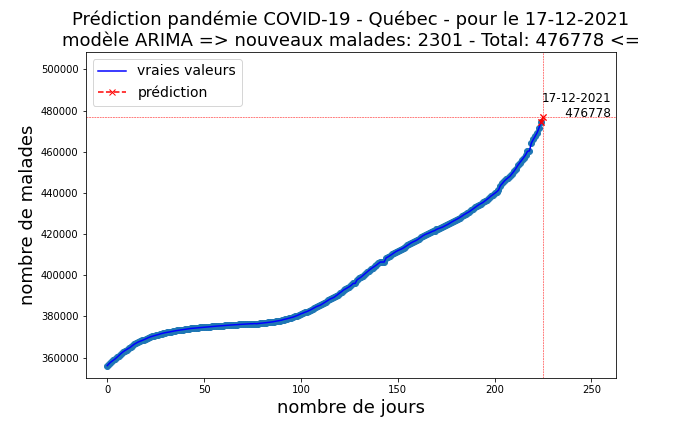 Prédiction pandémie COVID-19 - Québec - pour le 17-12-2021
modèle ARIMA => nouveaux malades: 2301 - Total: 476778 <=
vraies valeurs
prédiction
17-12-2021
476778
nombre de malades
500000
480000
460000
440000
420000
400000
380000
360000
0 50 100 150 200 250
nombre de jours